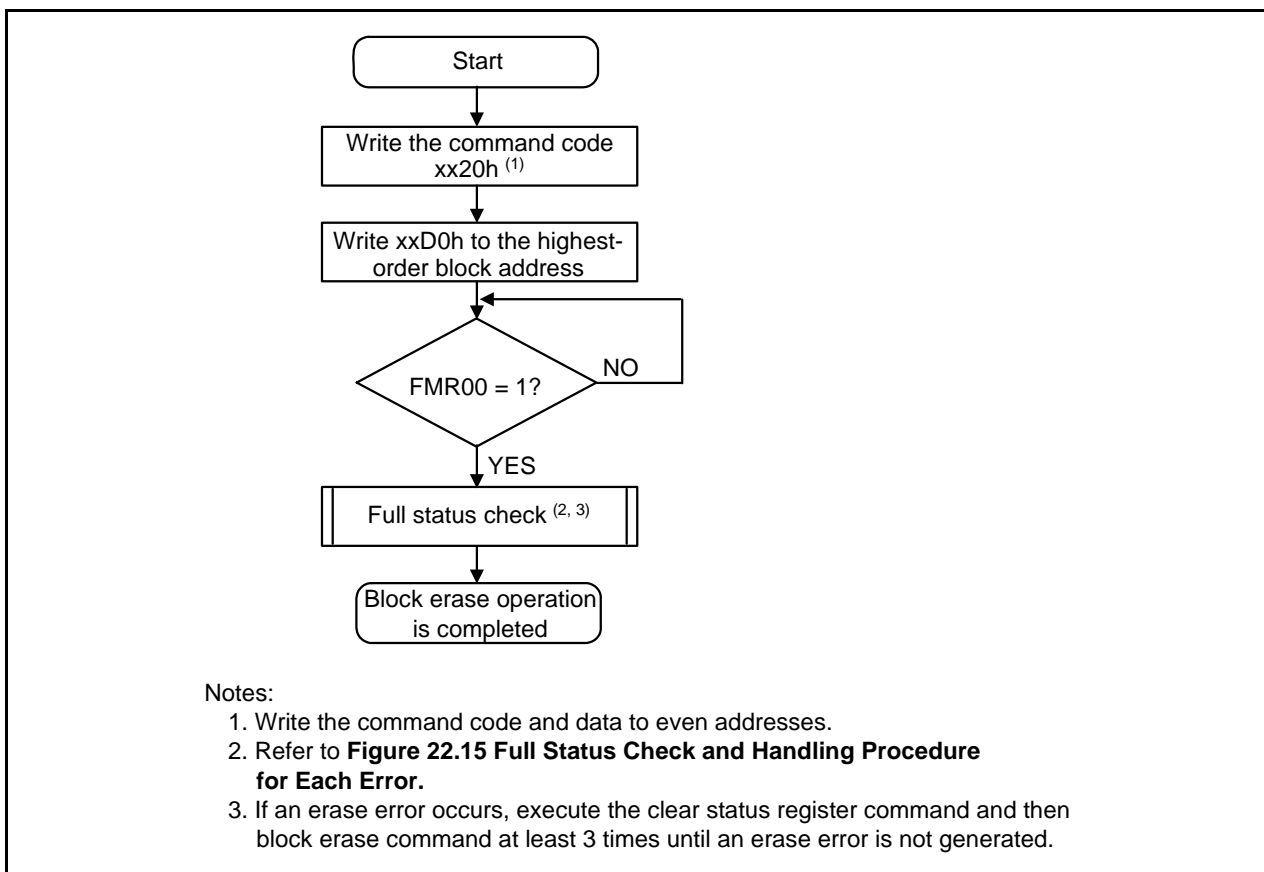 Start
Write the command code
xx20h (1)
Write xxD0h to the highest-
order block address
NO
FMR00 = 1?
YES
Full status check (2, 3)
Block erase operation
is completed
Notes:
1. Write the command code and data to even addresses.
2. Refer to Figure 22.15 Full Status Check and Handling Procedure
for Each Error.
3. If an erase error occurs, execute the clear status register command and then
block erase command at least 3 times until an erase error is not generated.